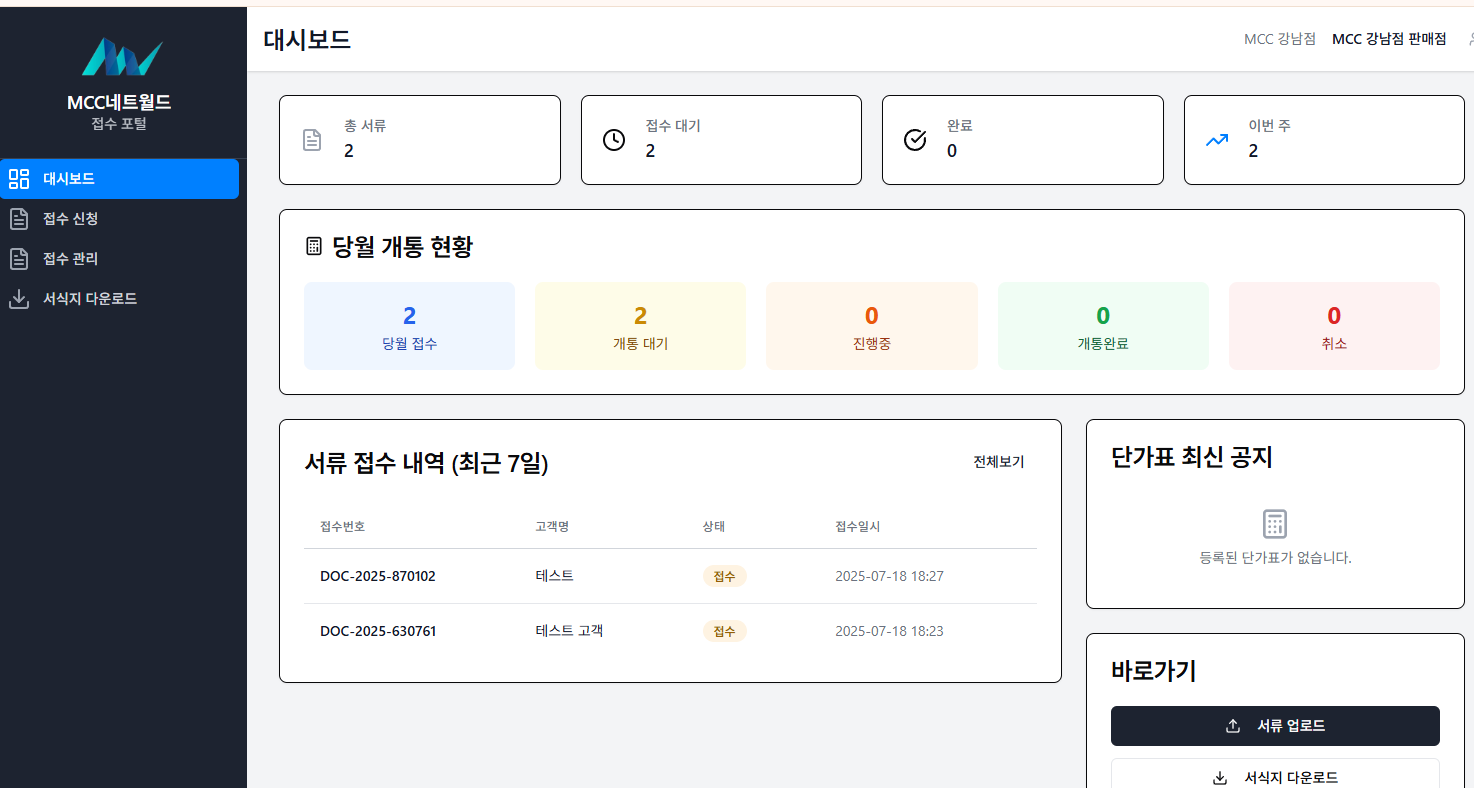 MCC네트월드
접수 포털
대시보드
접수 신청
접수 관리
서식지 다운로드
대시보드
MCC 강남점
MCC 강남점 판매점
총 서류
2
접수 대기
2
완료
0
이번 주
2
당월 개통 현황
2
당월 접수
2
개통 대기
0
진행중
0
개통완료
0
취소
서류 접수 내역 (최근 7일)
전체보기
접수번호 고객명 상태 접수일시
DOC-2025-870102 테스트 접수 2025-07-18 18:27
DOC-2025-630761 테스트 고객 접수 2025-07-18 18:23
단가표 최신 공지
등록된 단가표가 없습니다.
바로가기
서류 업로드
서식지 다운로드